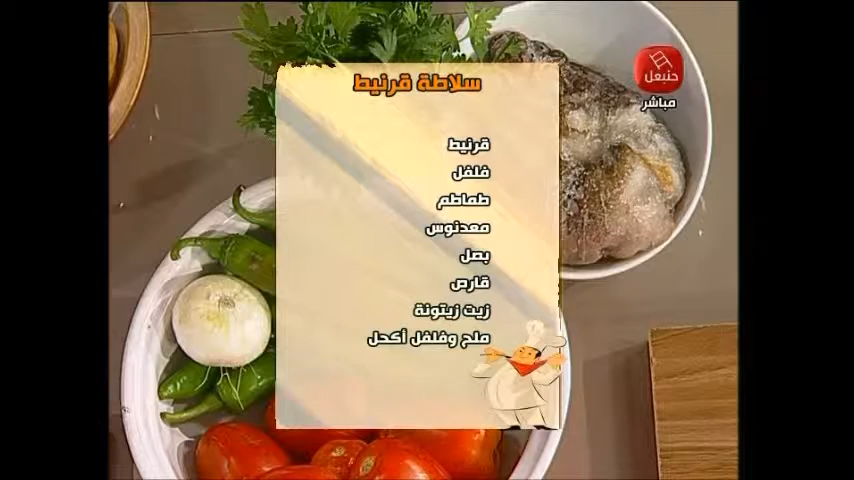 سلاطة قرنيط
قرنيط
فلفل
طماطم
معدنوس
بصل
قارص
زيت زيتونة
ملح وفلفل أكحل
حنبعل
مباشر